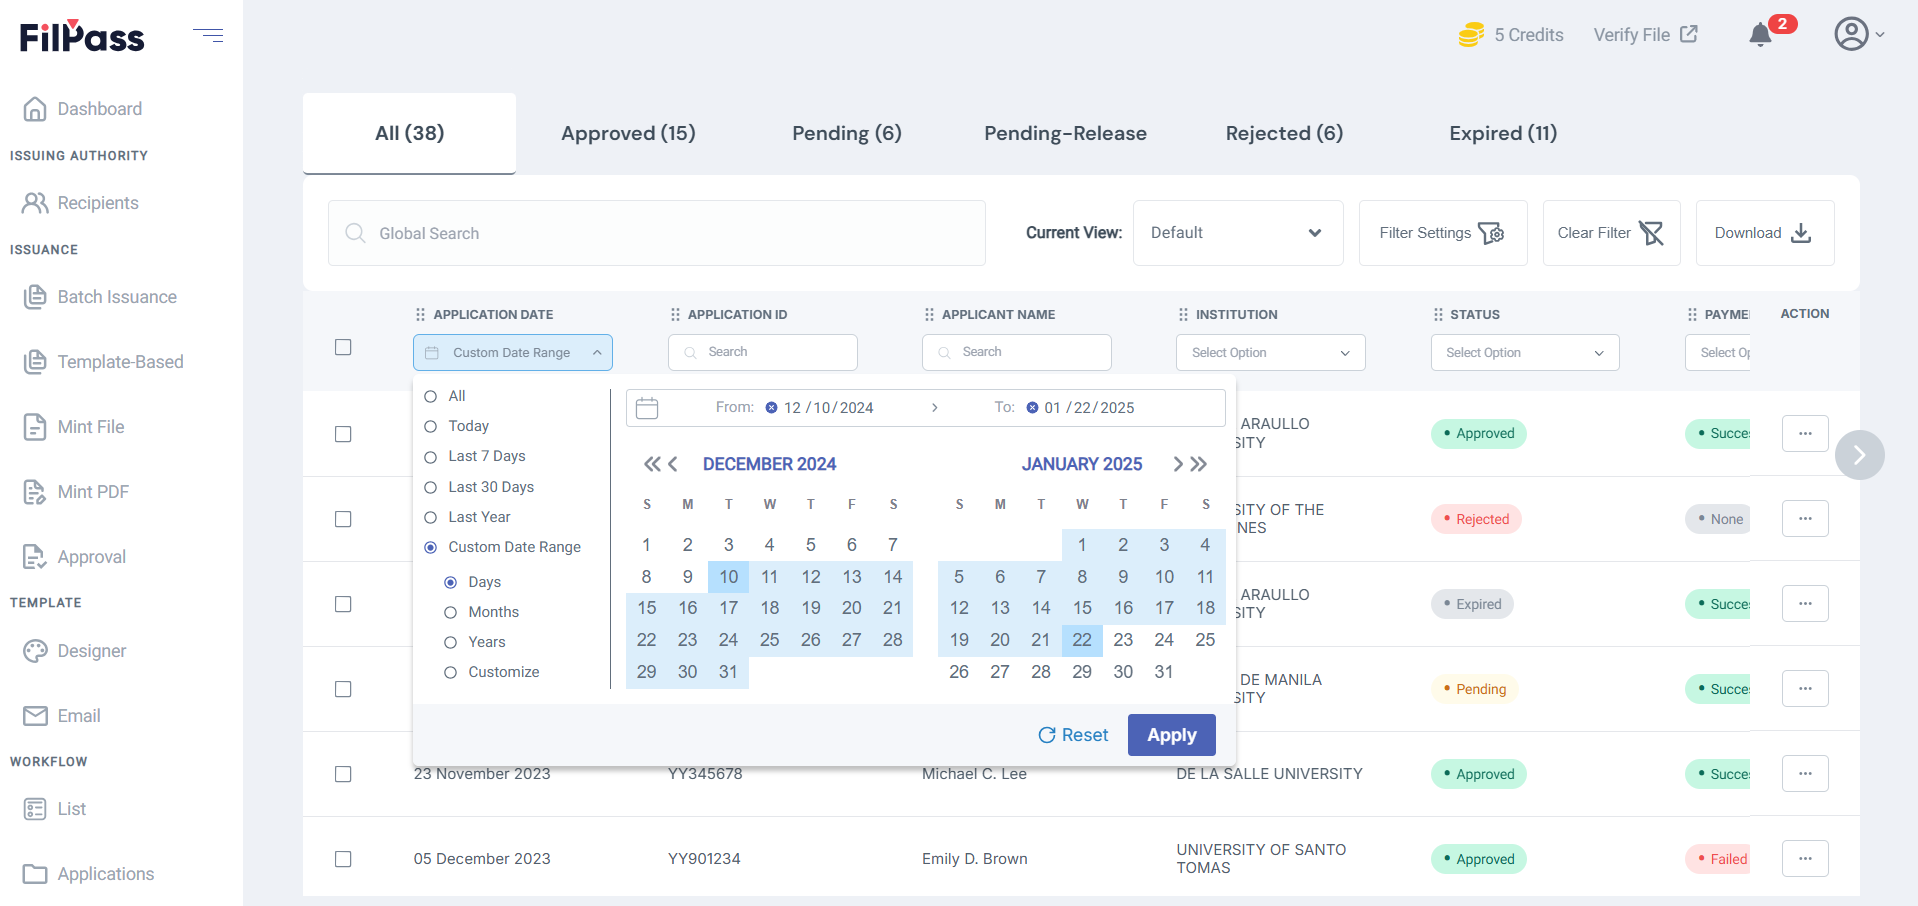 FilPass
5 Credits
Verify File
2
Dashboard
ISSUING AUTHORITY
Recipients
ISSUANCE
Batch Issuance
Template-Based
Mint File
Mint PDF
Approval
TEMPLATE
Designer
Email
WORKFLOW
List
Applications
All (38)
Approved (15)
Pending (6)
Pending-Release
Rejected (6)
Expired (11)
Global Search
Current View:
Default
Filter Settings
Clear Filter
Download
APPLICATION DATE
APPLICATION ID
APPLICANT NAME
INSTITUTION
STATUS
PAYME
ACTION
Custom Date Range
Search
Search
Select Option
Select Option
Select Op
All
Today
Last 7 Days
Last 30 Days
Last Year
Custom Date Range
Days
Months
Years
Customize
From: 12 /10/2024 > To: 01 /22/2025
DECEMBER 2024
S M T W T F S
1 2 3 4 5 6 7
8 9 10 11 12 13 14
15 16 17 18 19 20 21
22 23 24 25 26 27 28
29 30 31
JANUARY 2025
S M T W T F S
1 2 3 4
5 6 7 8 9 10 11
12 13 14 15 16 17 18
19 20 21 22 23 24 25
26 27 28 29 30 31
Reset
Apply
ARAULLO
SITY
Approved
Succes
...
SITY OF THE
NES
Rejected
None
...
ARAULLO
SITY
Expired
Succes
...
DE MANILA
SITY
Pending
Succes
...
23 November 2023
YY345678
Michael C. Lee
DE LA SALLE UNIVERSITY
Approved
Succes
...
05 December 2023
YY901234
Emily D. Brown
UNIVERSITY OF SANTO
TOMAS
Approved
Failed
...